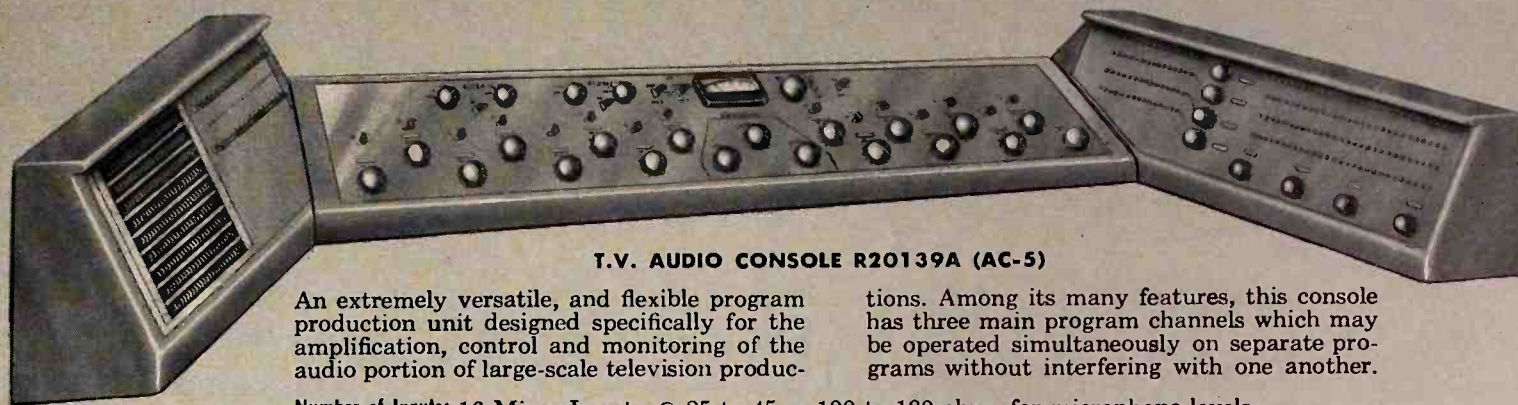 T.V. AUDIO CONSOLE R20139A (AC-5)
An extremely versatile, and flexible program
production unit designed specifically for the
amplification, control and monitoring of the
audio portion of large-scale television produc-
tions. Among its many features, this console
has three main program channels which may
be operated simultaneously on separate pro-
grams without interfering with one another.